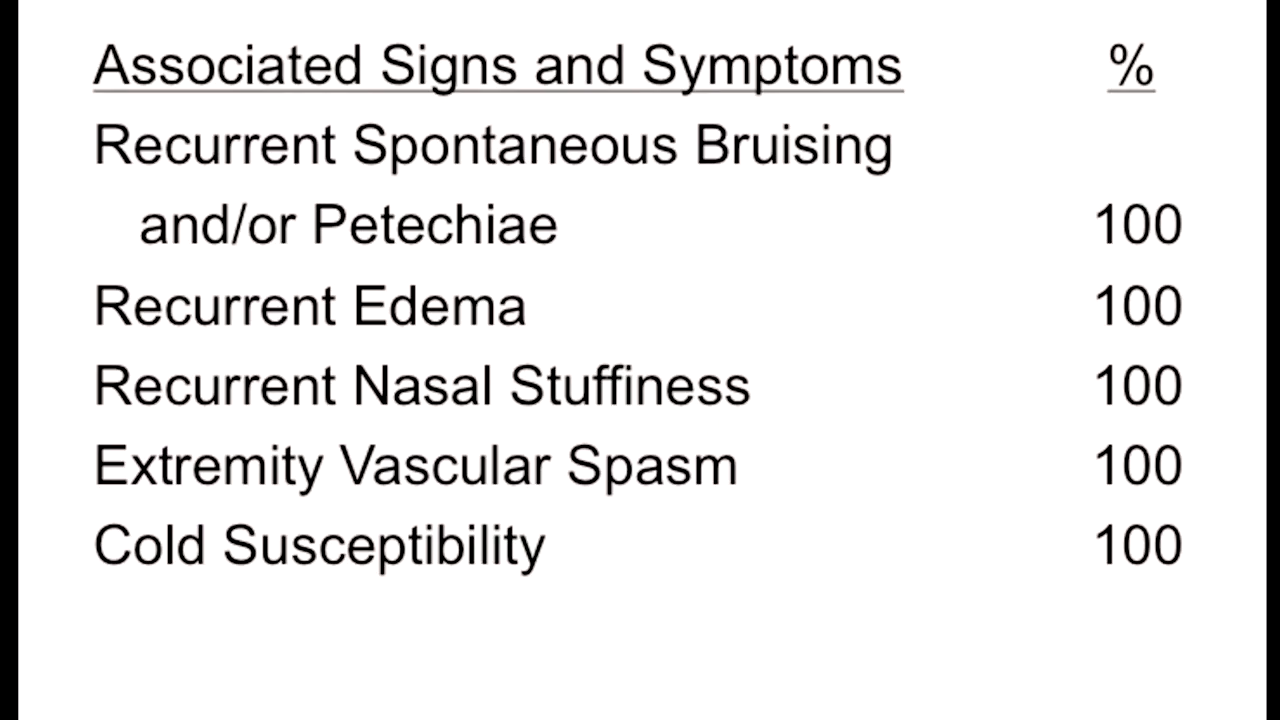 Associated Signs and Symptoms %
Recurrent Spontaneous Bruising
and/or Petechiae 100
Recurrent Edema 100
Recurrent Nasal Stuffiness 100
Extremity Vascular Spasm 100
Cold Susceptibility 100